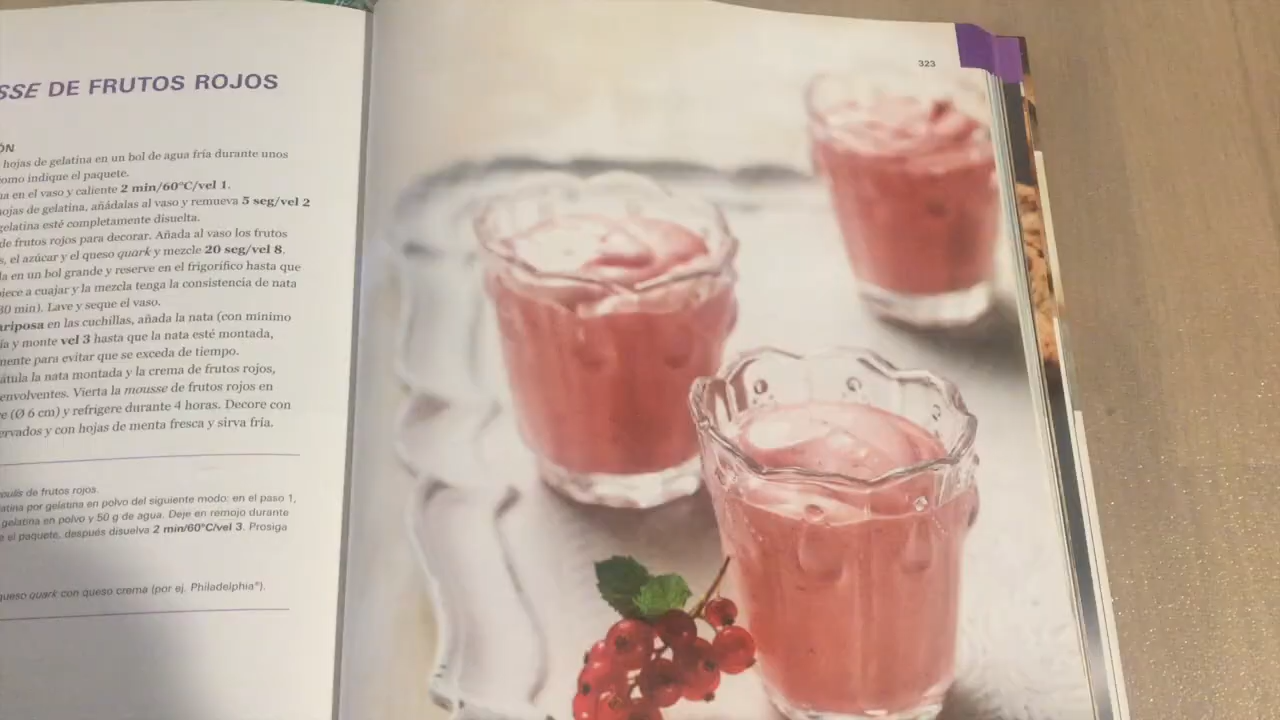 SSE DE FRUTOS ROJOS
ÓN
hojas de gelatina en un bol de agua fría durante unos
omo indique el paquete.
a en el vaso y caliente 2 min/60°C/vel 1.
ojas de gelatina, añádalas al vaso y remueva 5 seg/vel 2
gelatina esté completamente disuelta.
de frutos rojos para decorar. Añada al vaso los frutos
s, el azúcar y el queso quark y mezcle 20 seg/vel 8.
la en un bol grande y reserve en el frigorífico hasta que
iece a cuajar y la mezcla tenga la consistencia de nata
30 min). Lave y seque el vaso.
ariposa en las cuchillas, añada la nata (con mínimo
ía y monte vel 3 hasta que la nata esté montada,
mente para evitar que se exceda de tiempo.
átula la nata montada y la crema de frutos rojos,
envolventes. Vierta la mousse de frutos rojos en
e (Ø 6 cm) y refrigere durante 4 horas. Decore con
ervados y con hojas de menta fresca y sirva fría.
oulis de frutos rojos.
atina por gelatina en polvo del siguiente modo: en el paso 1,
gelatina en polvo y 50 g de agua. Deje en remojo durante
e el paquete, después disuelva 2 min/60°C/vel 3. Prosiga
queso quark con queso crema (por ej. Philadelphia®).
323